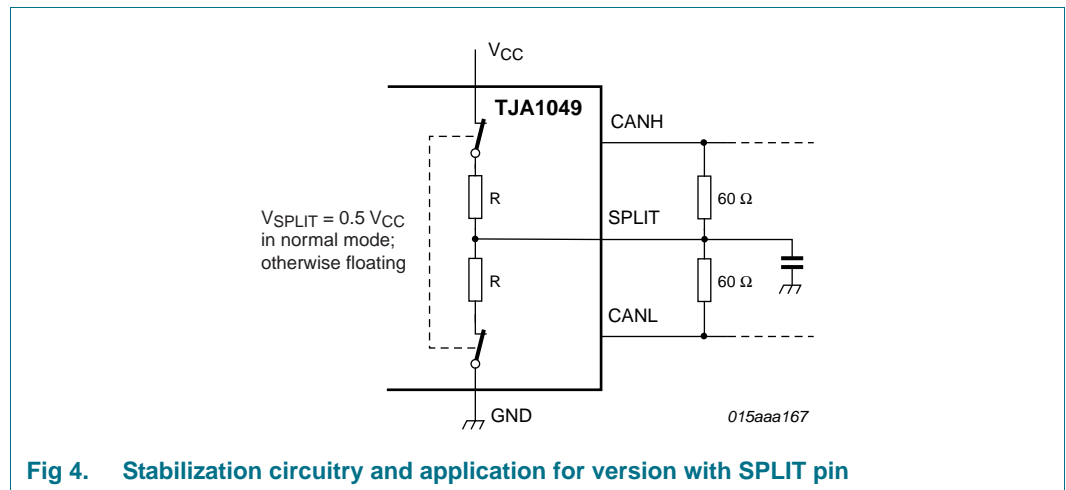 VCC
TJA1049
CANH
R
60 Ω
VSPLIT = 0.5 VCC
in normal mode;
otherwise floating
SPLIT
R
60 Ω
CANL
GND
015aaa167
Fig 4. Stabilization circuitry and application for version with SPLIT pin